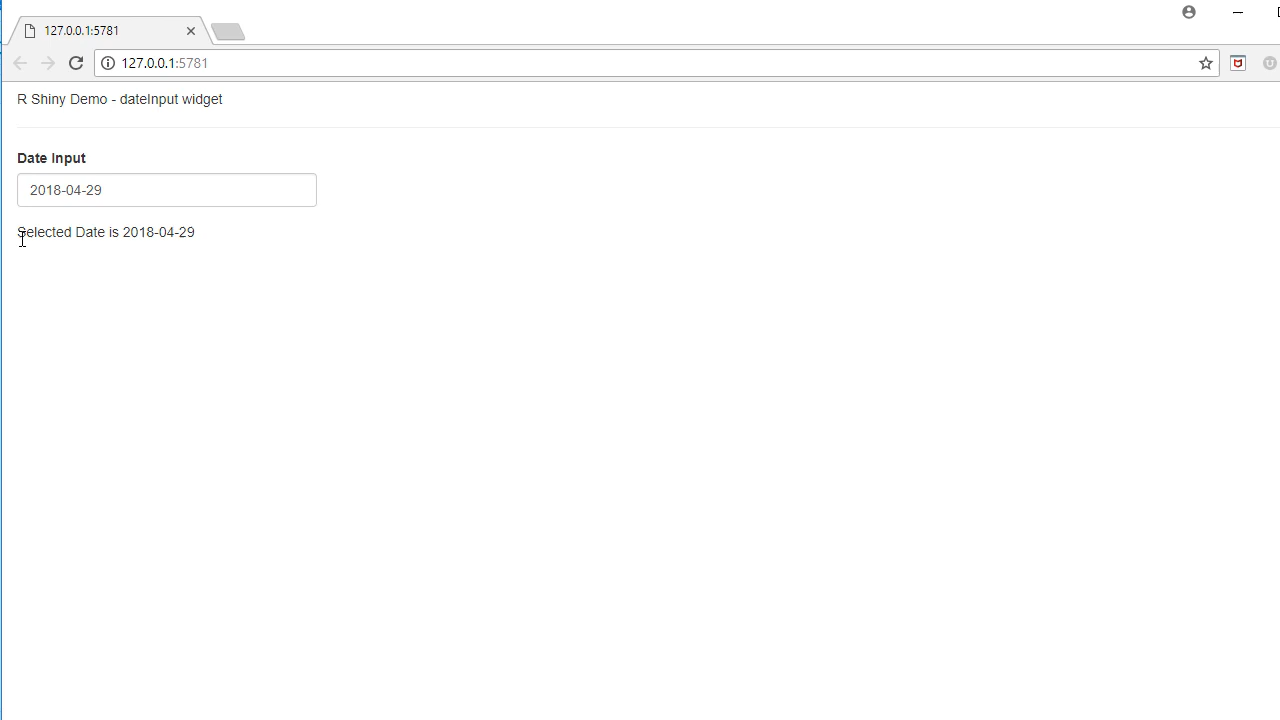 127.0.0.1:5781
127.0.0.1:5781
R Shiny Demo - dateInput widget
Date Input
2018-04-29
Selected Date is 2018-04-29